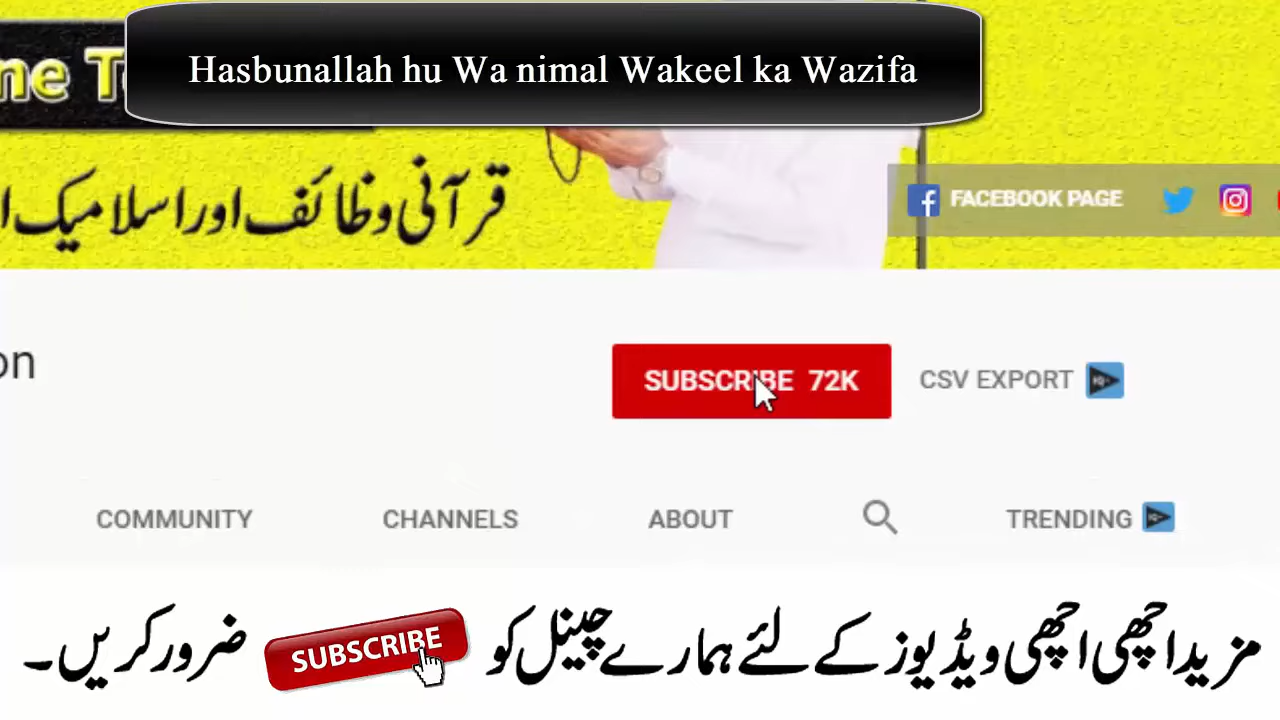 Hasbunallah hu Wa nimal Wakeel ka Wazifa
قرآنی وظائف اور اسلامیک
FACEBOOK PAGE
SUBSCRIBE 72K
CSV EXPORT
COMMUNITY CHANNELS ABOUT TRENDING
مزید اچھی اچھی ویڈیوز کے لئے ہمارے چینل کو SUBSCRIBE ضرور کریں۔